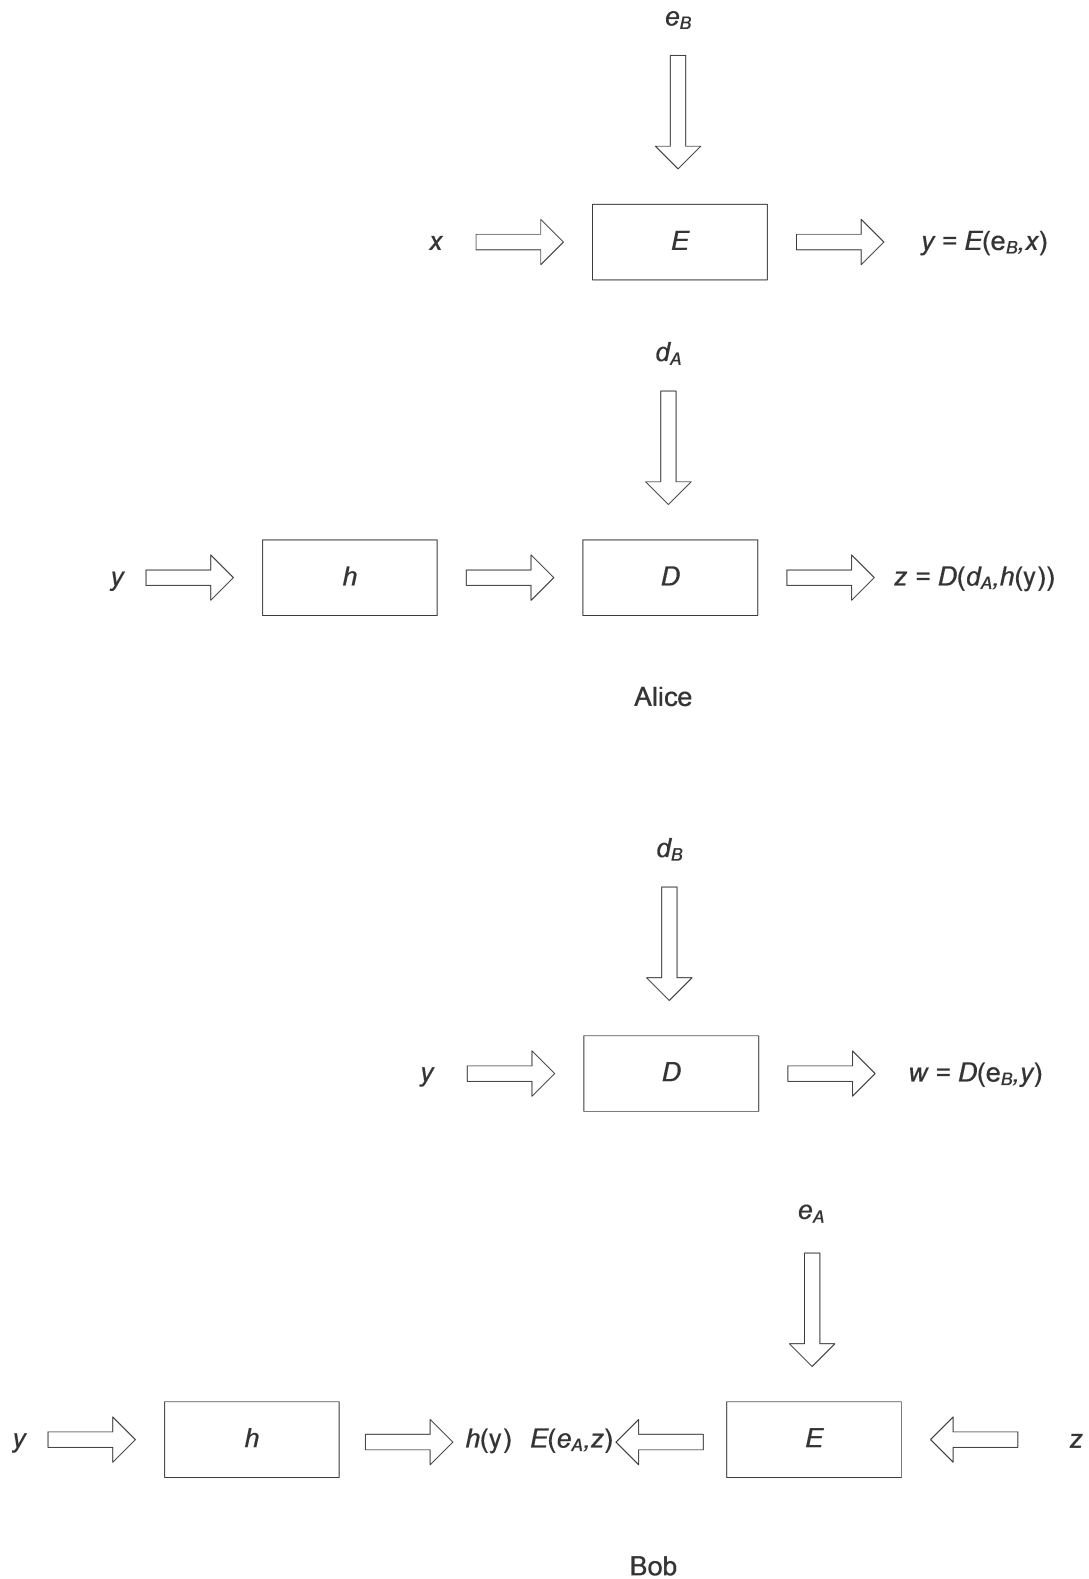 e_B
x E y = E(e_B,x)
d_A
y h D z = D(d_A,h(y))
Alice
d_B
y D w = D(e_B,y)
e_A
y h h(y) E(e_A,z) E z
Bob